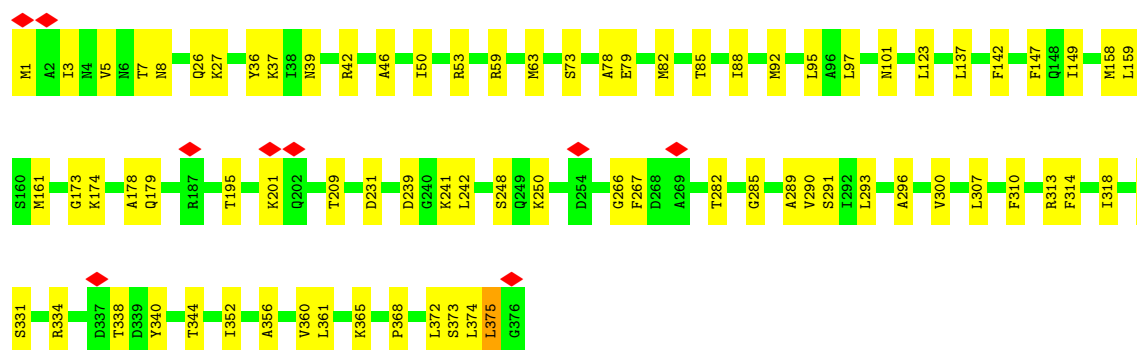 M1 A2 I3 N4 V5 N6 T7 N8 Q26 K27 Y36 K37 I38 N39 R42 A46 I50 R53 R59 M63 S73 A78 E79 M82 T85 I88 M92 L95 A96 L97 N101 L123 L137 F142 F147 Q148 I149 M158 L159
S160 M161 G173 K174 A178 Q179 R187 T195 K201 Q202 T209 D231 D239 G240 K241 L242 S248 Q249 K250 D254 G266 F267 D268 A269 T282 G285 A289 V290 S291 I292 L293 A296 V300 L307 F310 R313 F314 I318
S331 R334 D337 T338 D339 Y340 T344 I352 A356 V360 L361 K365 P368 L372 S373 L374 L375 G376